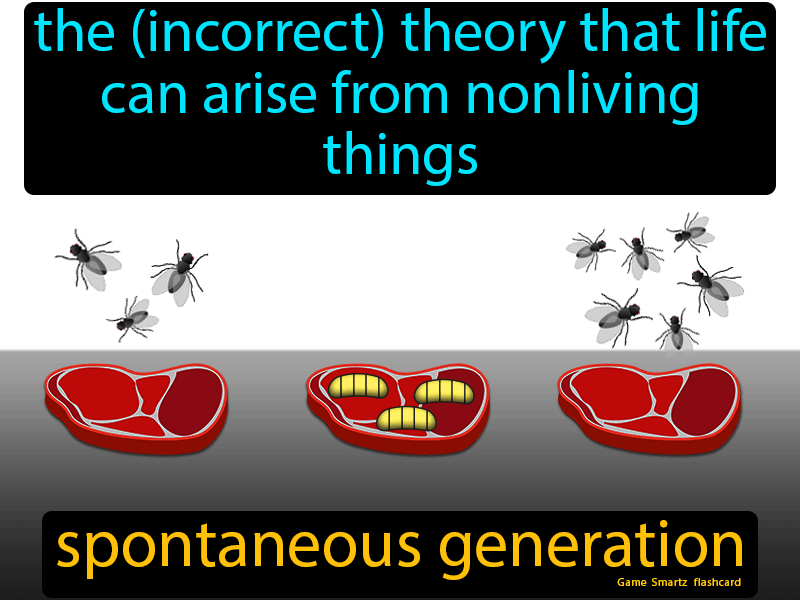 the (incorrect) theory that life
can arise from nonliving
things
spontaneous generation
Game Smartz flashcard